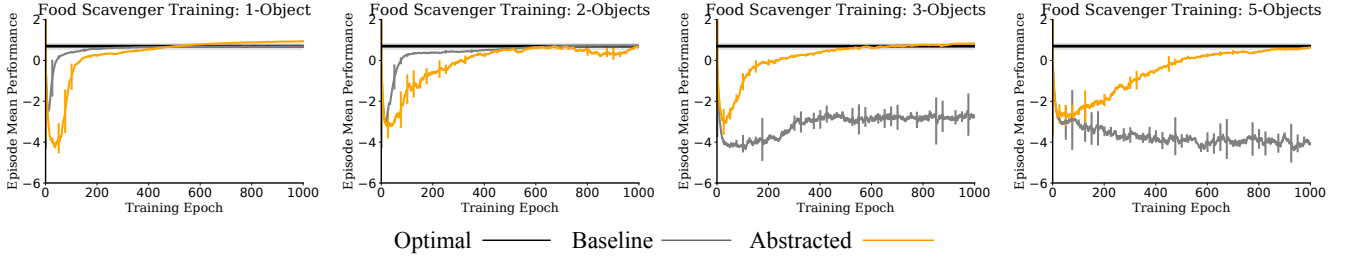 Food Scavenger Training: 1-Object
Episode Mean Performance
2
0
−2
−4
−6
0 200 400 600 800 1000
Training Epoch
Food Scavenger Training: 2-Objects
Episode Mean Performance
2
0
−2
−4
−6
0 200 400 600 800 1000
Training Epoch
Food Scavenger Training: 3-Objects
Episode Mean Performance
2
0
−2
−4
−6
0 200 400 600 800 1000
Training Epoch
Food Scavenger Training: 5-Objects
Episode Mean Performance
2
0
−2
−4
−6
0 200 400 600 800 1000
Training Epoch
Optimal Baseline Abstracted